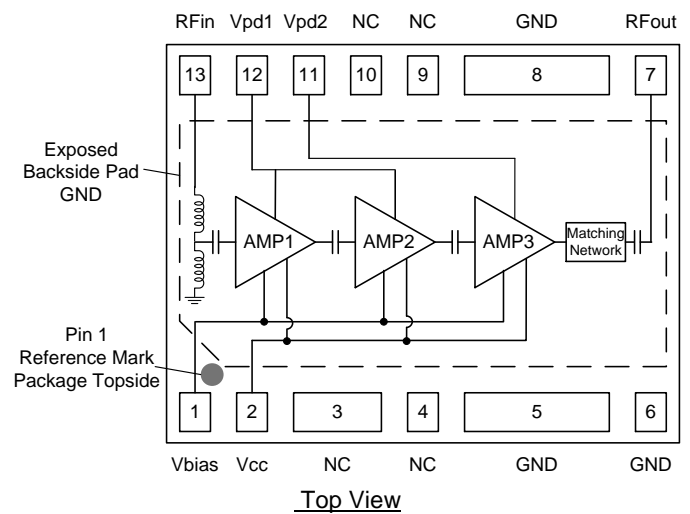 RFin Vpd1 Vpd2 NC NC GND RFout
13 12 11 10 9 8 7
Exposed
Backside Pad
GND
AMP1 AMP2 AMP3 Matching
Network
Pin 1
Reference Mark
Package Topside
1 2 3 4 5 6
Vbias Vcc NC NC GND GND
Top View